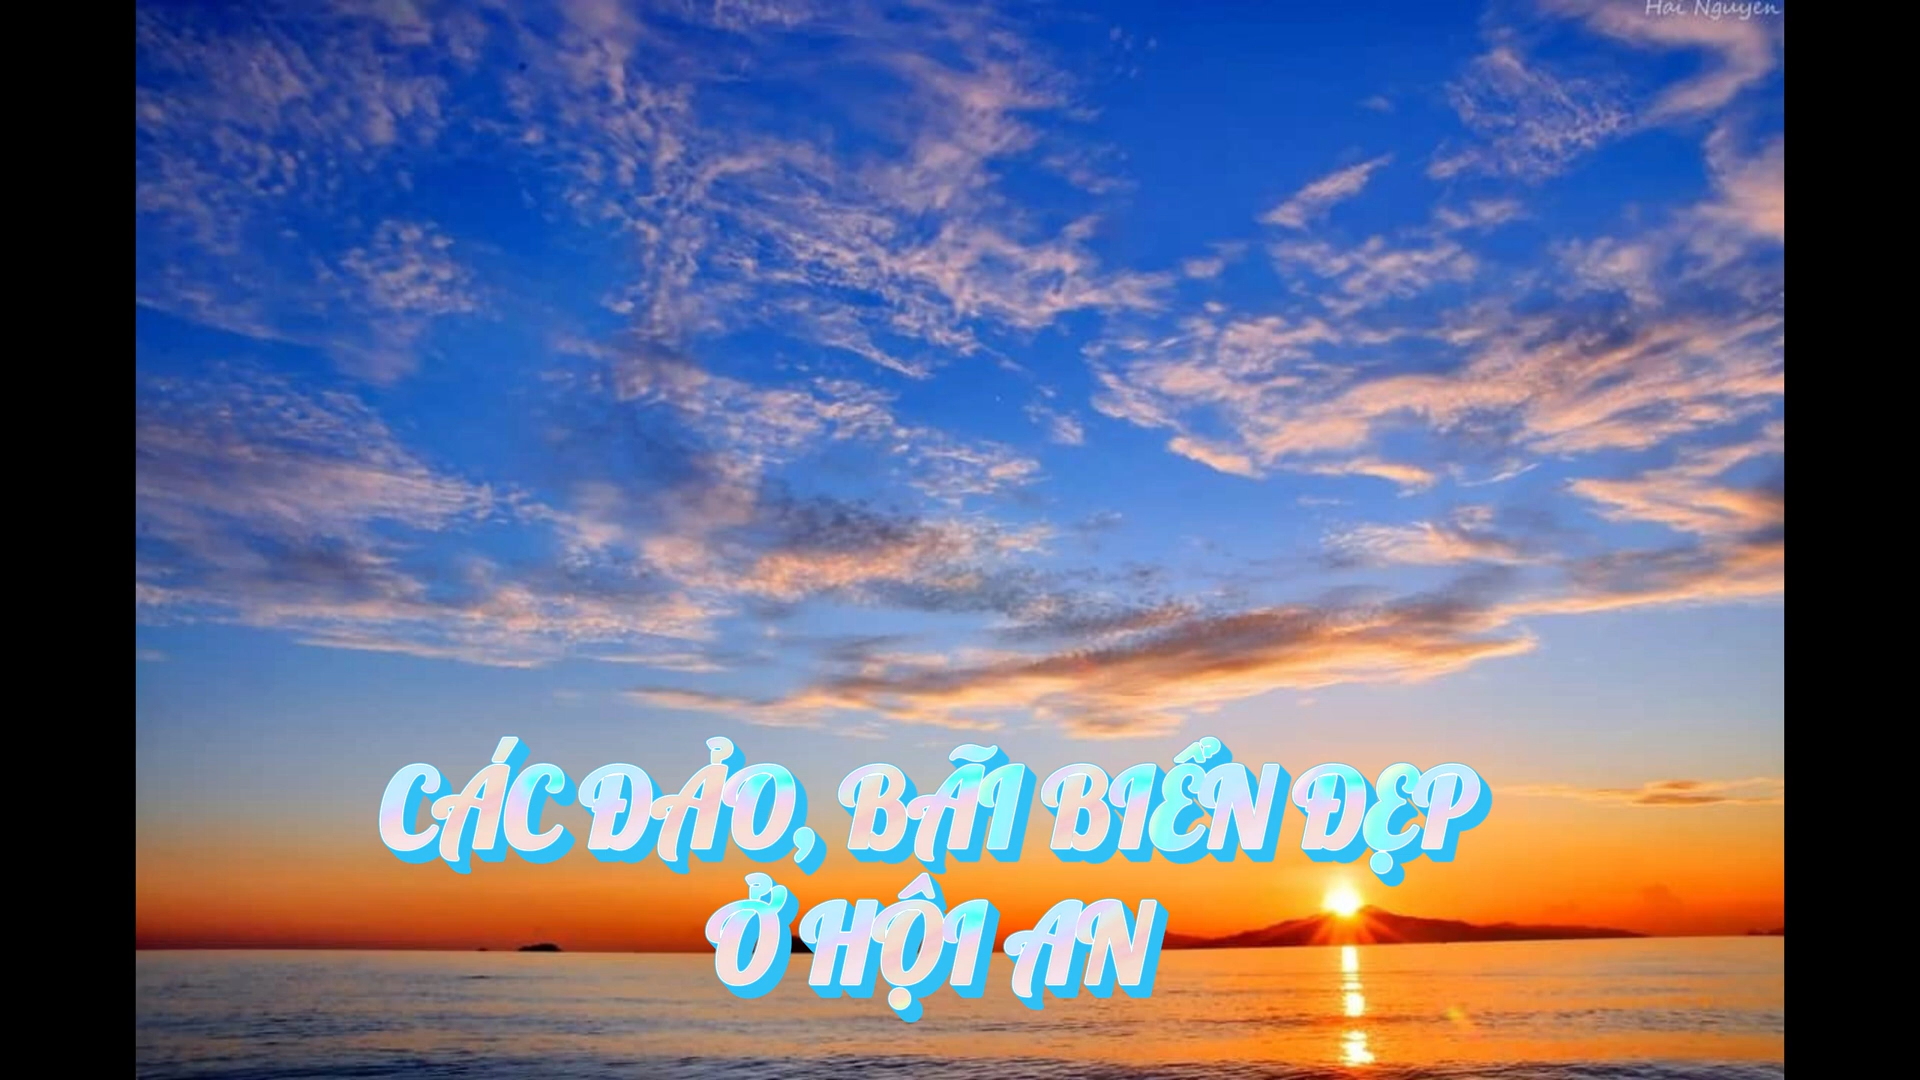 Hai Nguyen
CÁC ĐẢO, BÃI BIỂN ĐẸP
Ở HỘI AN